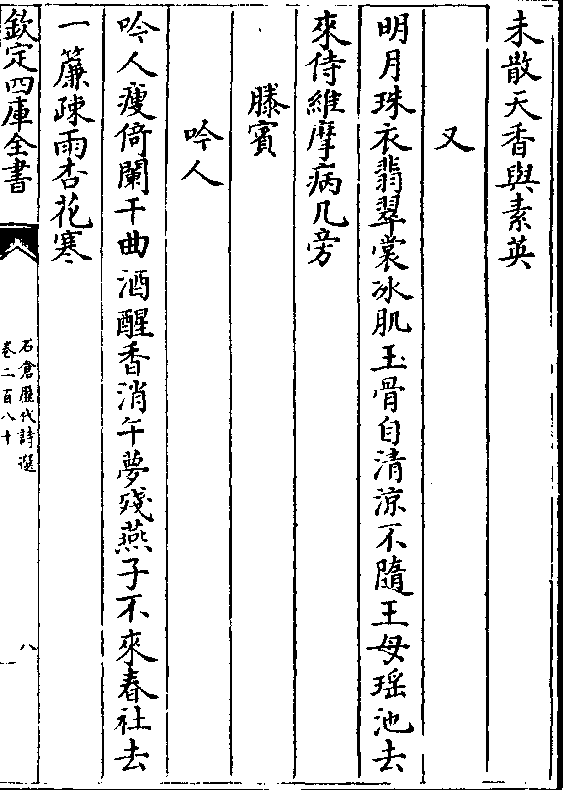 未散天香與素英
又
明月珠衣翡翠裳冰肌玉骨自清涼不隨王母瑶池去
來侍維摩病几旁
滕賓
吟人
吟人瘦倚闌干曲酒醒香消午夢殘燕子不來春社去
一簾疎雨杏花寒
欽定四庫全書
石倉歴代詩選
卷二百八十
八